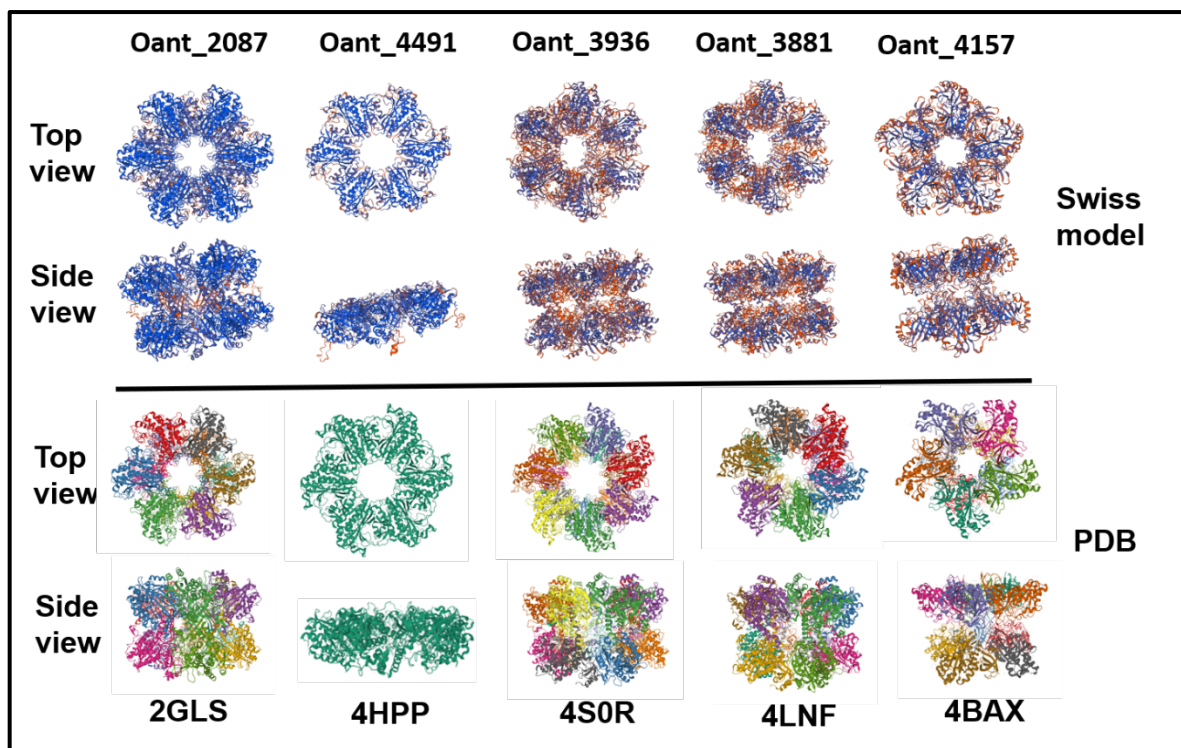 Oant_2087 Oant_4491 Oant_3936 Oant_3881 Oant_4157
Top
view
Side
view
Swiss
model
Top
view
Side
view
PDB
2GLS 4HPP 4S0R 4LNF 4BAX